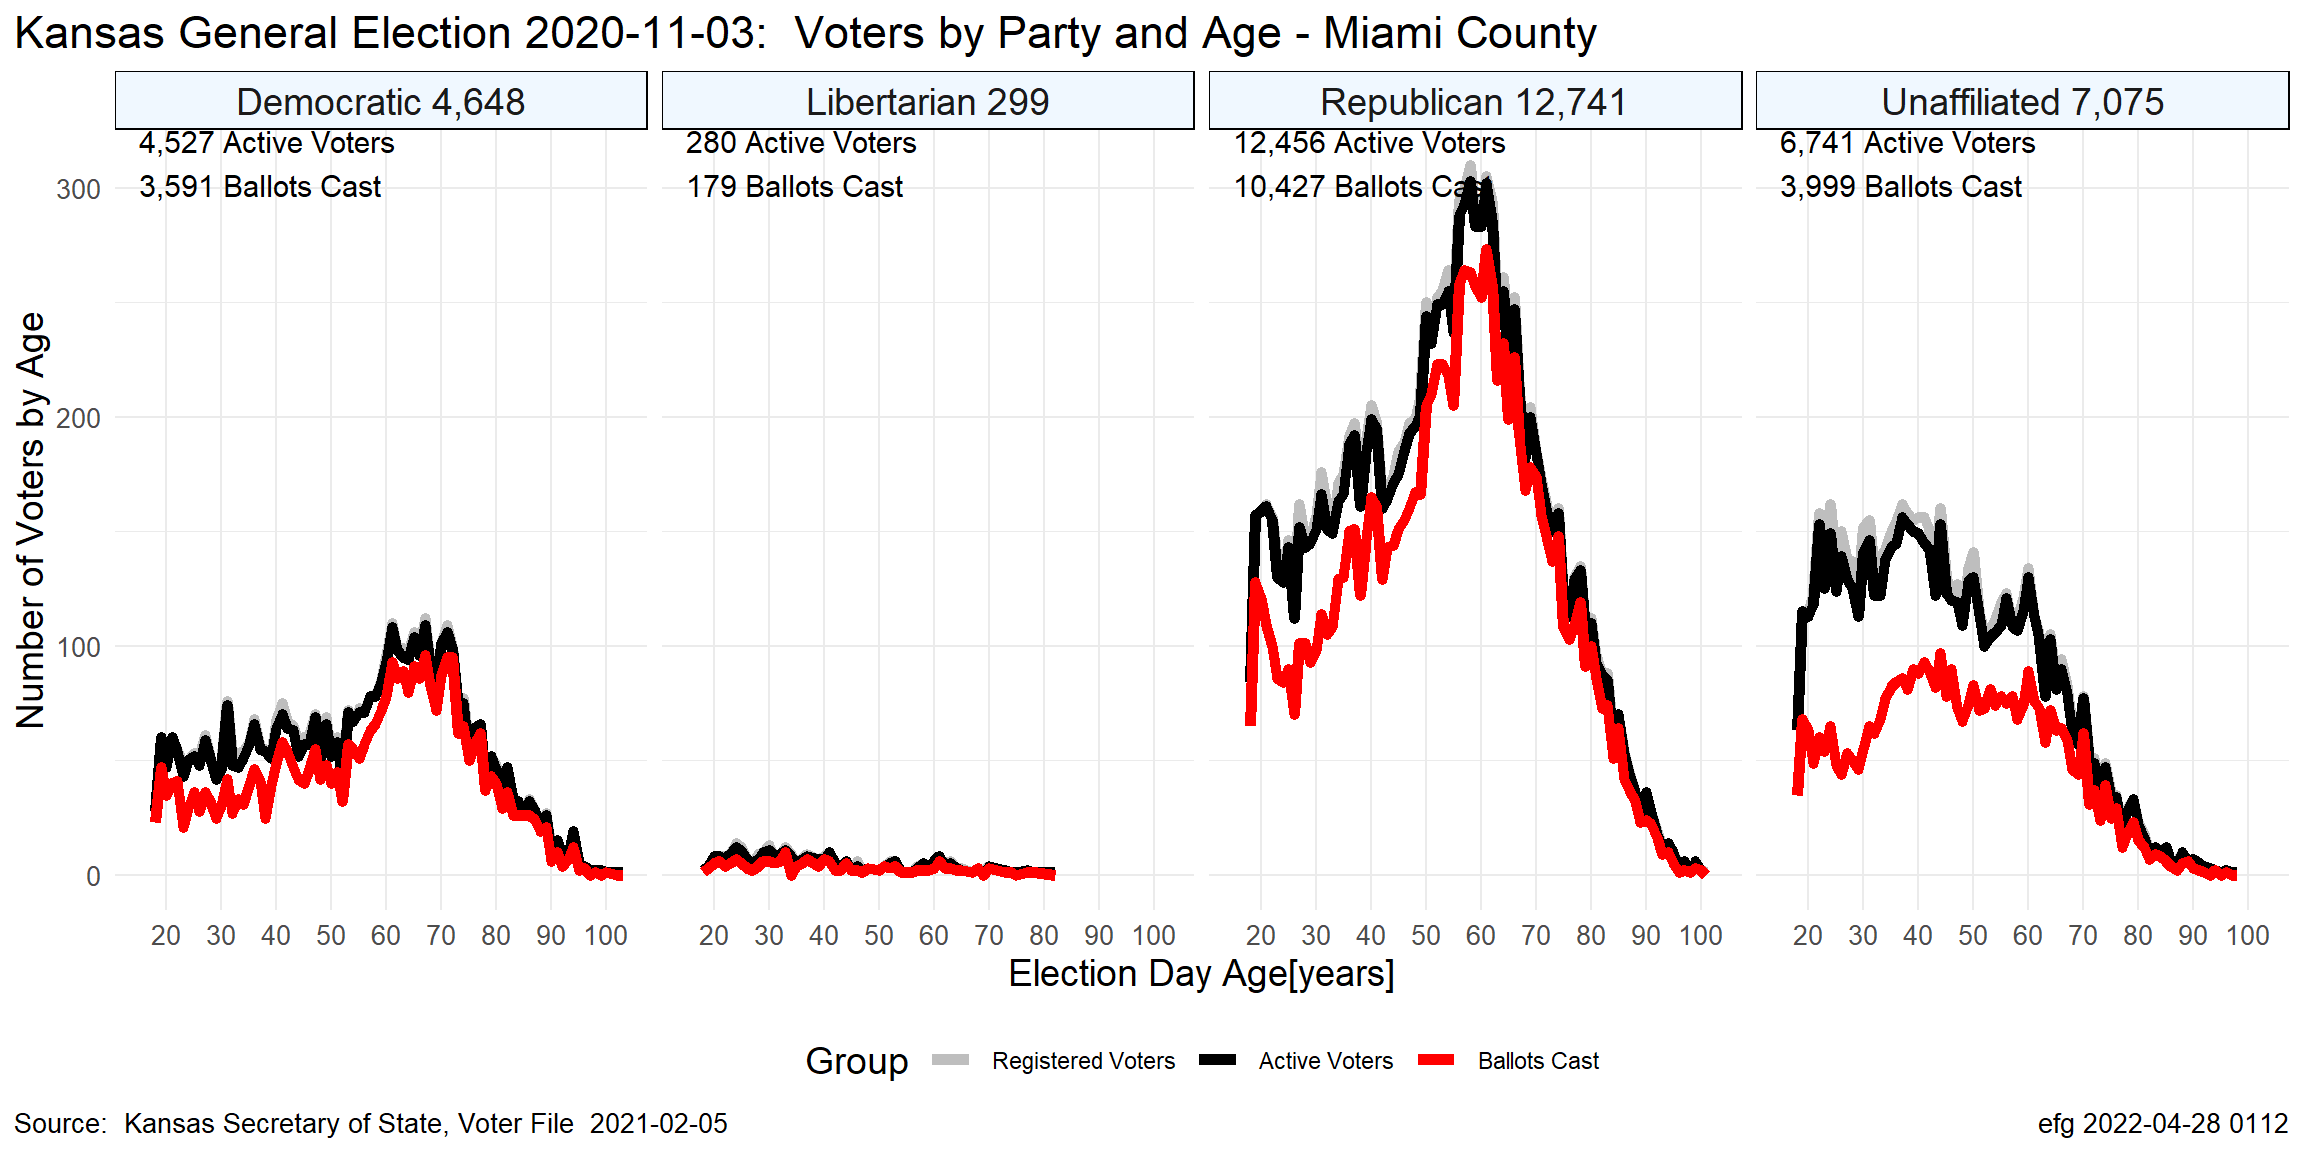 Kansas General Election 2020-11-03:  Voters by Party and Age - Miami County
Democratic 4,648
Libertarian 299
Republican 12,741
Unaffiliated 7,075
4,527 Active Voters
3,591 Ballots Cast
280 Active Voters
179 Ballots Cast
12,456 Active Voters
10,427 Ballots Cast
6,741 Active Voters
3,999 Ballots Cast
Number of Voters by Age
300
200
100
0
20 30 40 50 60 70 80 90 100
20 30 40 50 60 70 80 90 100
20 30 40 50 60 70 80 90 100
20 30 40 50 60 70 80 90 100
Election Day Age[years]
Group Registered Voters Active Voters Ballots Cast
Source:  Kansas Secretary of State, Voter File  2021-02-05
efg 2022-04-28 0112